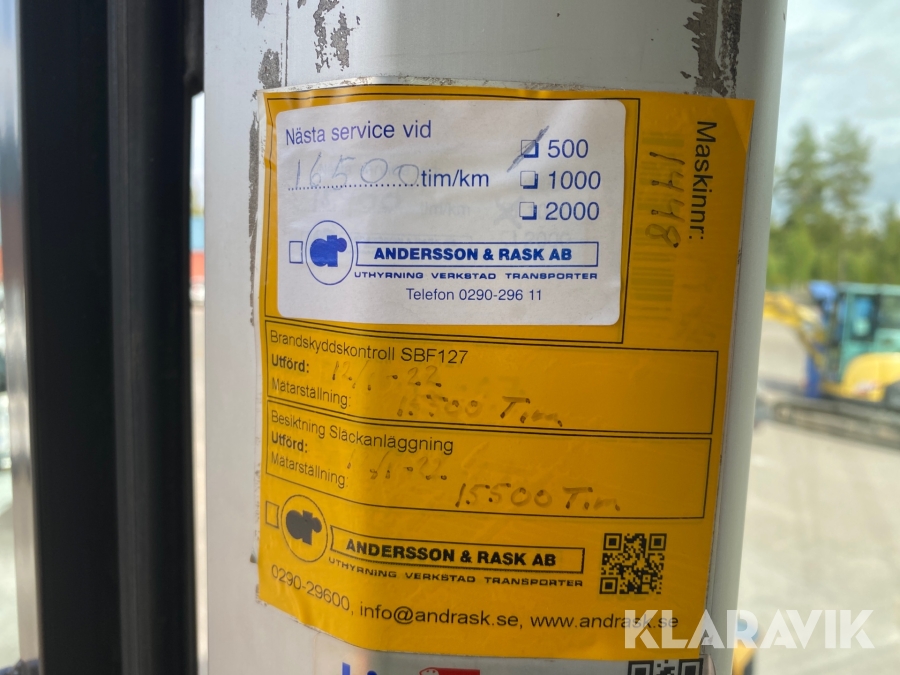 Nästa service vid
16500 tim/km
500
1000
2000
ANDERSSON & RASK AB
UTHYRNING VERKSTAD TRANSPORTER
Telefon 0290-296 11
Maskinnr:
Brandskyddskontroll SBF127
Utförd: -22
Mätarställning: 15500 Tim
Besiktning Släckanläggning
Utförd: -22
Mätarställning: 15500 Tim
ANDERSSON & RASK AB
UTHYRNING VERKSTAD TRANSPORTER
0290-29600, info@andrask.se, www.andrask.se
KLARAVIK